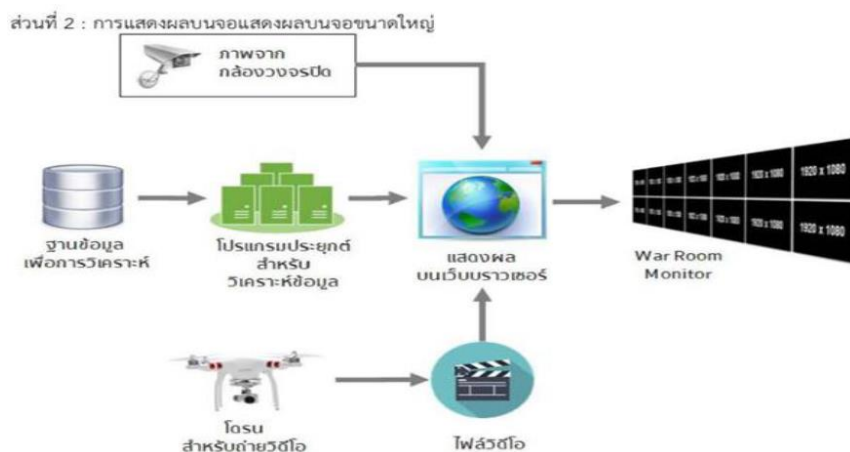 ส่วนที่ 2 : การแสดงผลบนจอแสดงผลบนจอขนาดใหญ่
ภาพจาก
กล้องวงจรปิด
ฐานข้อมูล
เพื่อการวิเคราะห์
โปรแกรมประยุกต์
สำหรับ
วิเคราะห์ข้อมูล
แสดงผล
บนเว็บบราวเซอร์
War Room
Monitor
1920 x 1080
1920 x 1080
1920 x 1080
1920 x 1080
1920 x 1080
1920 x 1080
โดรน
สำหรับถ่ายวิดีโอ
ไฟล์วิดีโอ